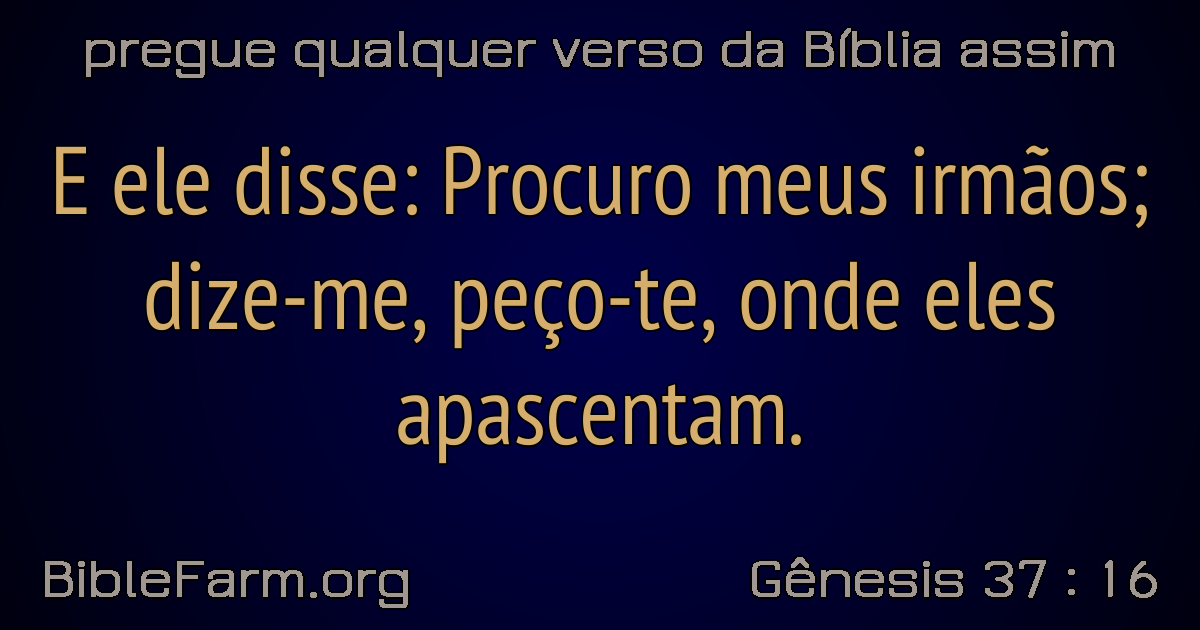 pregue qualquer verso da Bíblia assim
E ele disse: Procuro meus irmãos;
dize-me, peço-te, onde eles
apascentam.
BibleFarm.org
Gênesis 37 : 16